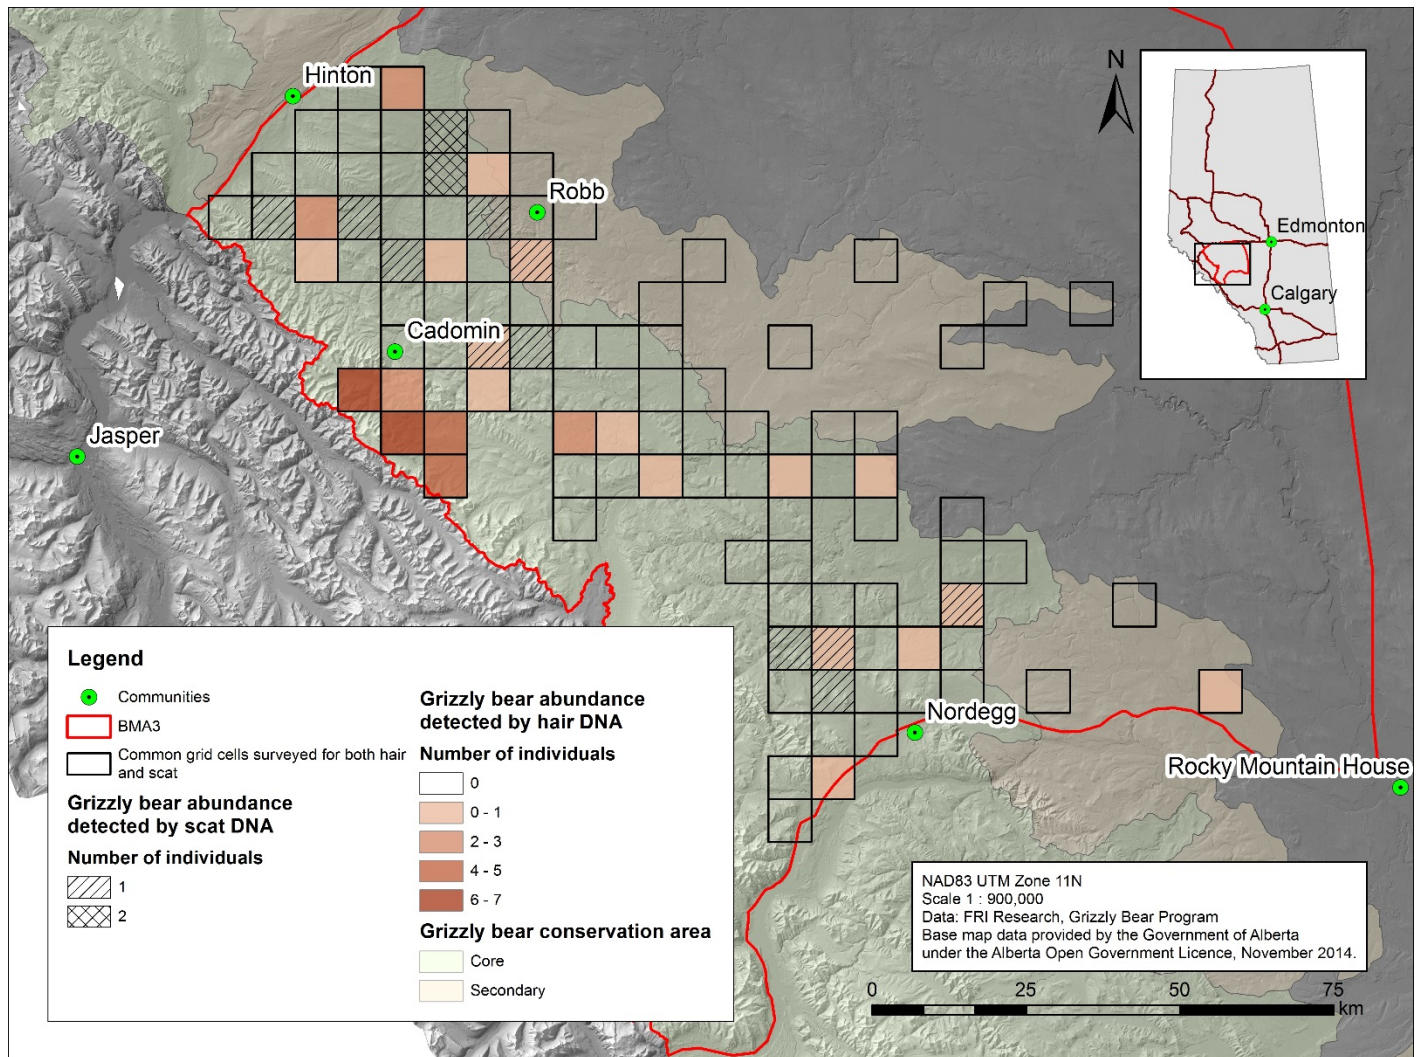 Hinton
N
Robb
Edmonton
Calgary
Cadomin
Jasper
Nordegg
Rocky Mountain House
Legend
Communities
BMA3
Common grid cells surveyed for both hair
and scat
Grizzly bear abundance
detected by scat DNA
Number of individuals
1
2
Grizzly bear abundance
detected by hair DNA
Number of individuals
0
0 - 1
2 - 3
4 - 5
6 - 7
Grizzly bear conservation area
Core
Secondary
NAD83 UTM Zone 11N
Scale 1 : 900,000
Data: FRI Research, Grizzly Bear Program
Base map data provided by the Government of Alberta
under the Alberta Open Government Licence, November 2014.
0 25 50 75
km